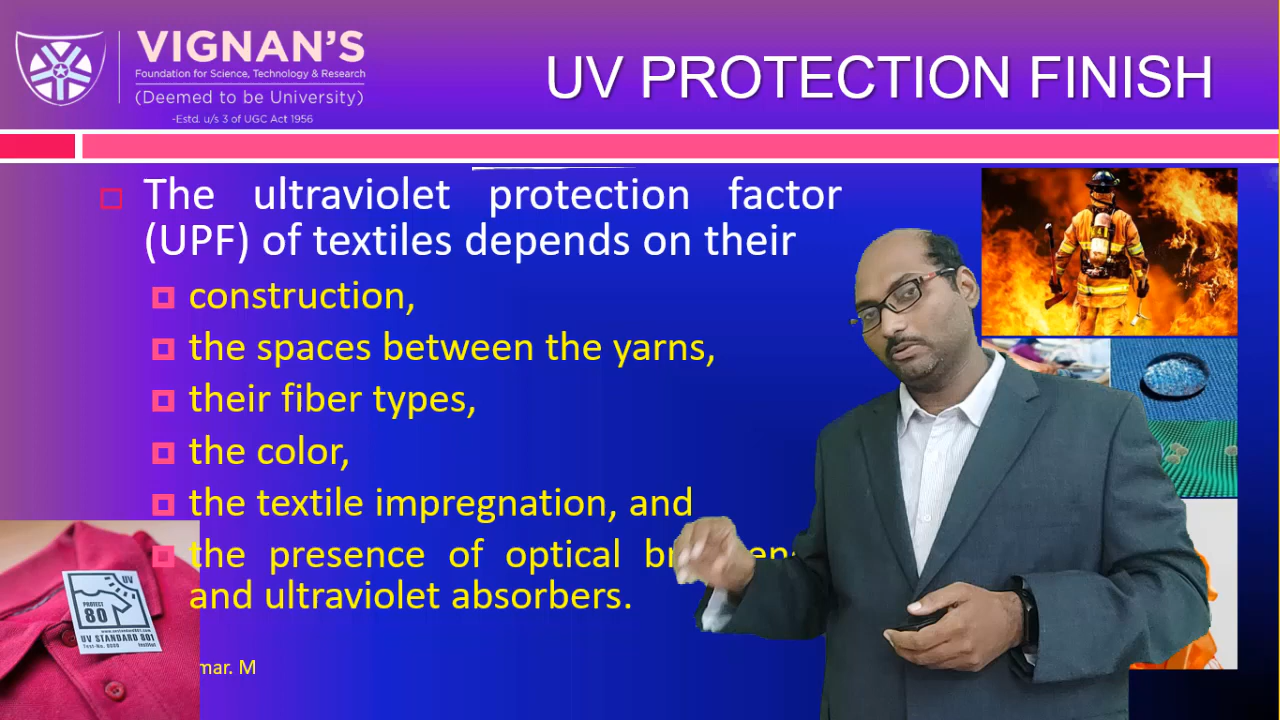 VIGNAN'S
Foundation for Science, Technology & Research
(Deemed to be University)
-Estd. u/s 3 of UGC Act 1956
UV PROTECTION FINISH
The ultraviolet protection factor
(UPF) of textiles depends on their
construction,
the spaces between the yarns,
their fiber types,
the color,
the textile impregnation, and
the presence of optical
and ultraviolet absorbers.
UV
PROTECT
80
UV STANDARD 801
mar. M